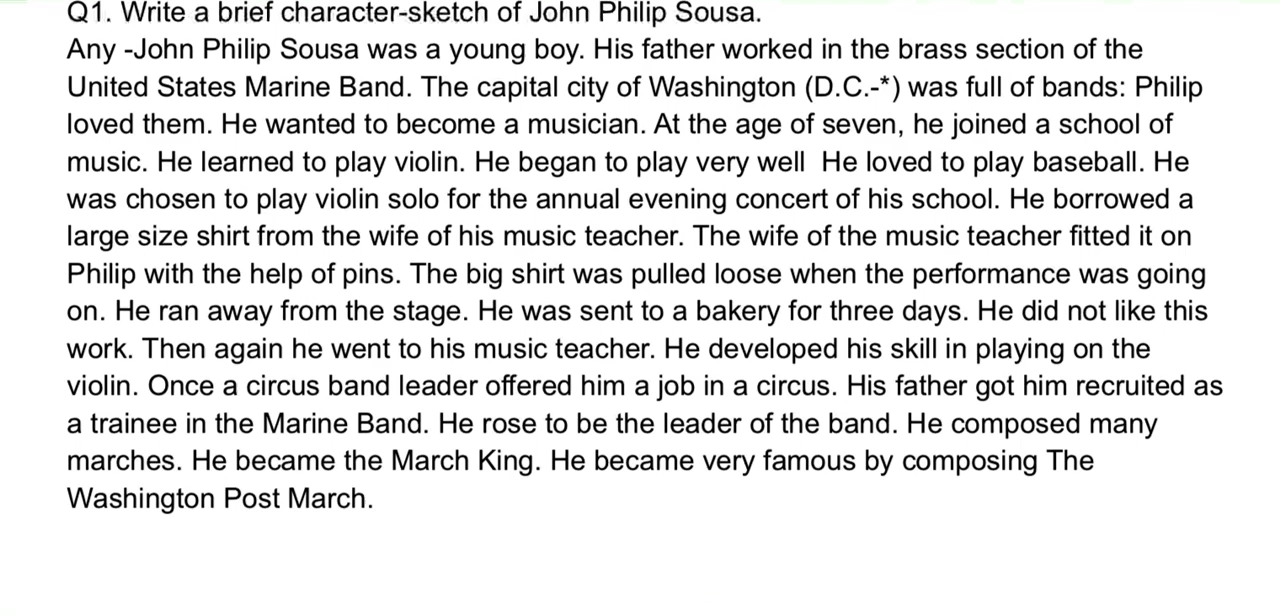 Q1. Write a brief character-sketch of John Philip Sousa.
Any -John Philip Sousa was a young boy. His father worked in the brass section of the
United States Marine Band. The capital city of Washington (D.C.-*) was full of bands: Philip
loved them. He wanted to become a musician. At the age of seven, he joined a school of
music. He learned to play violin. He began to play very well  He loved to play baseball. He
was chosen to play violin solo for the annual evening concert of his school. He borrowed a
large size shirt from the wife of his music teacher. The wife of the music teacher fitted it on
Philip with the help of pins. The big shirt was pulled loose when the performance was going
on. He ran away from the stage. He was sent to a bakery for three days. He did not like this
work. Then again he went to his music teacher. He developed his skill in playing on the
violin. Once a circus band leader offered him a job in a circus. His father got him recruited as
a trainee in the Marine Band. He rose to be the leader of the band. He composed many
marches. He became the March King. He became very famous by composing The
Washington Post March.